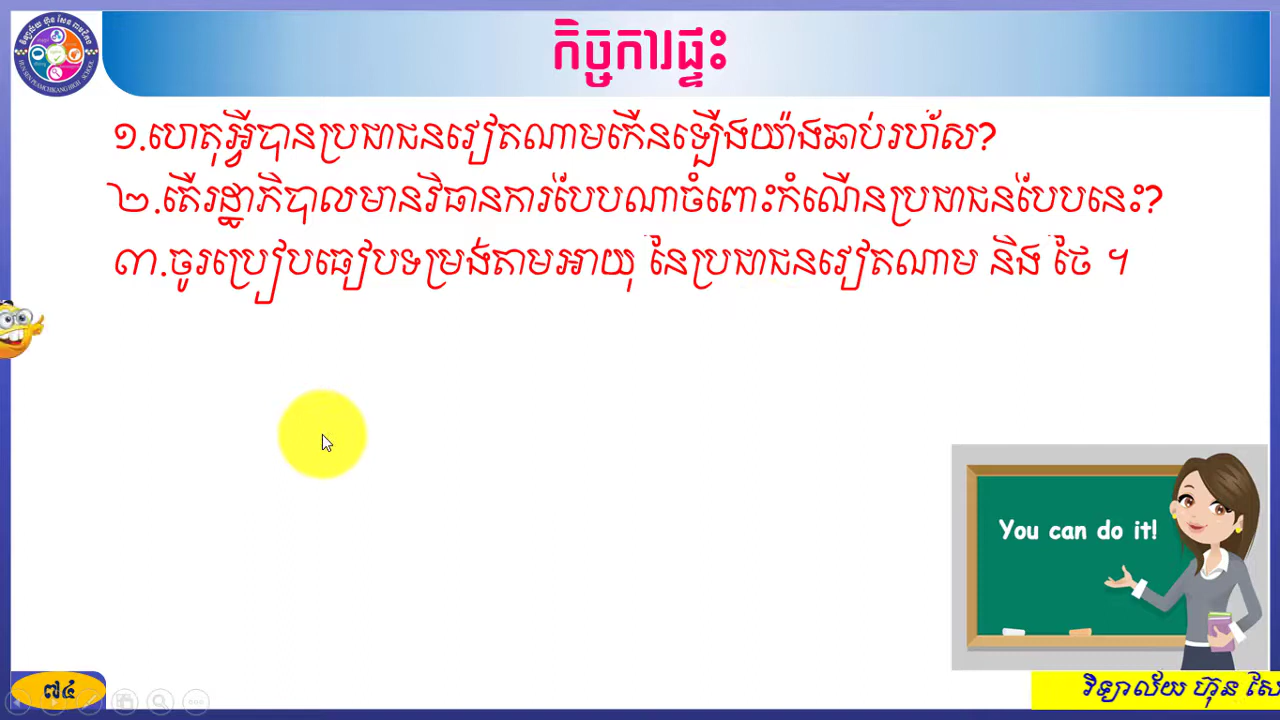 កិច្ចការផ្ទះ
១.ហេតុអ្វីបានប្រជាជនវៀតណាមកើនឡើងយ៉ាងឆាប់រហ័ស?
២.តើរដ្ឋាភិបាលមានវិធានការបែបណាចំពោះកំណើនប្រជាជនបែបនេះ?
៣.ចូរប្រៀបធៀបទម្រង់តាមអាយុ នៃប្រជាជនវៀតណាម និង ថៃ ។
You can do it!
៧៤
វិទ្យាល័យ ហ៊ុន សែ